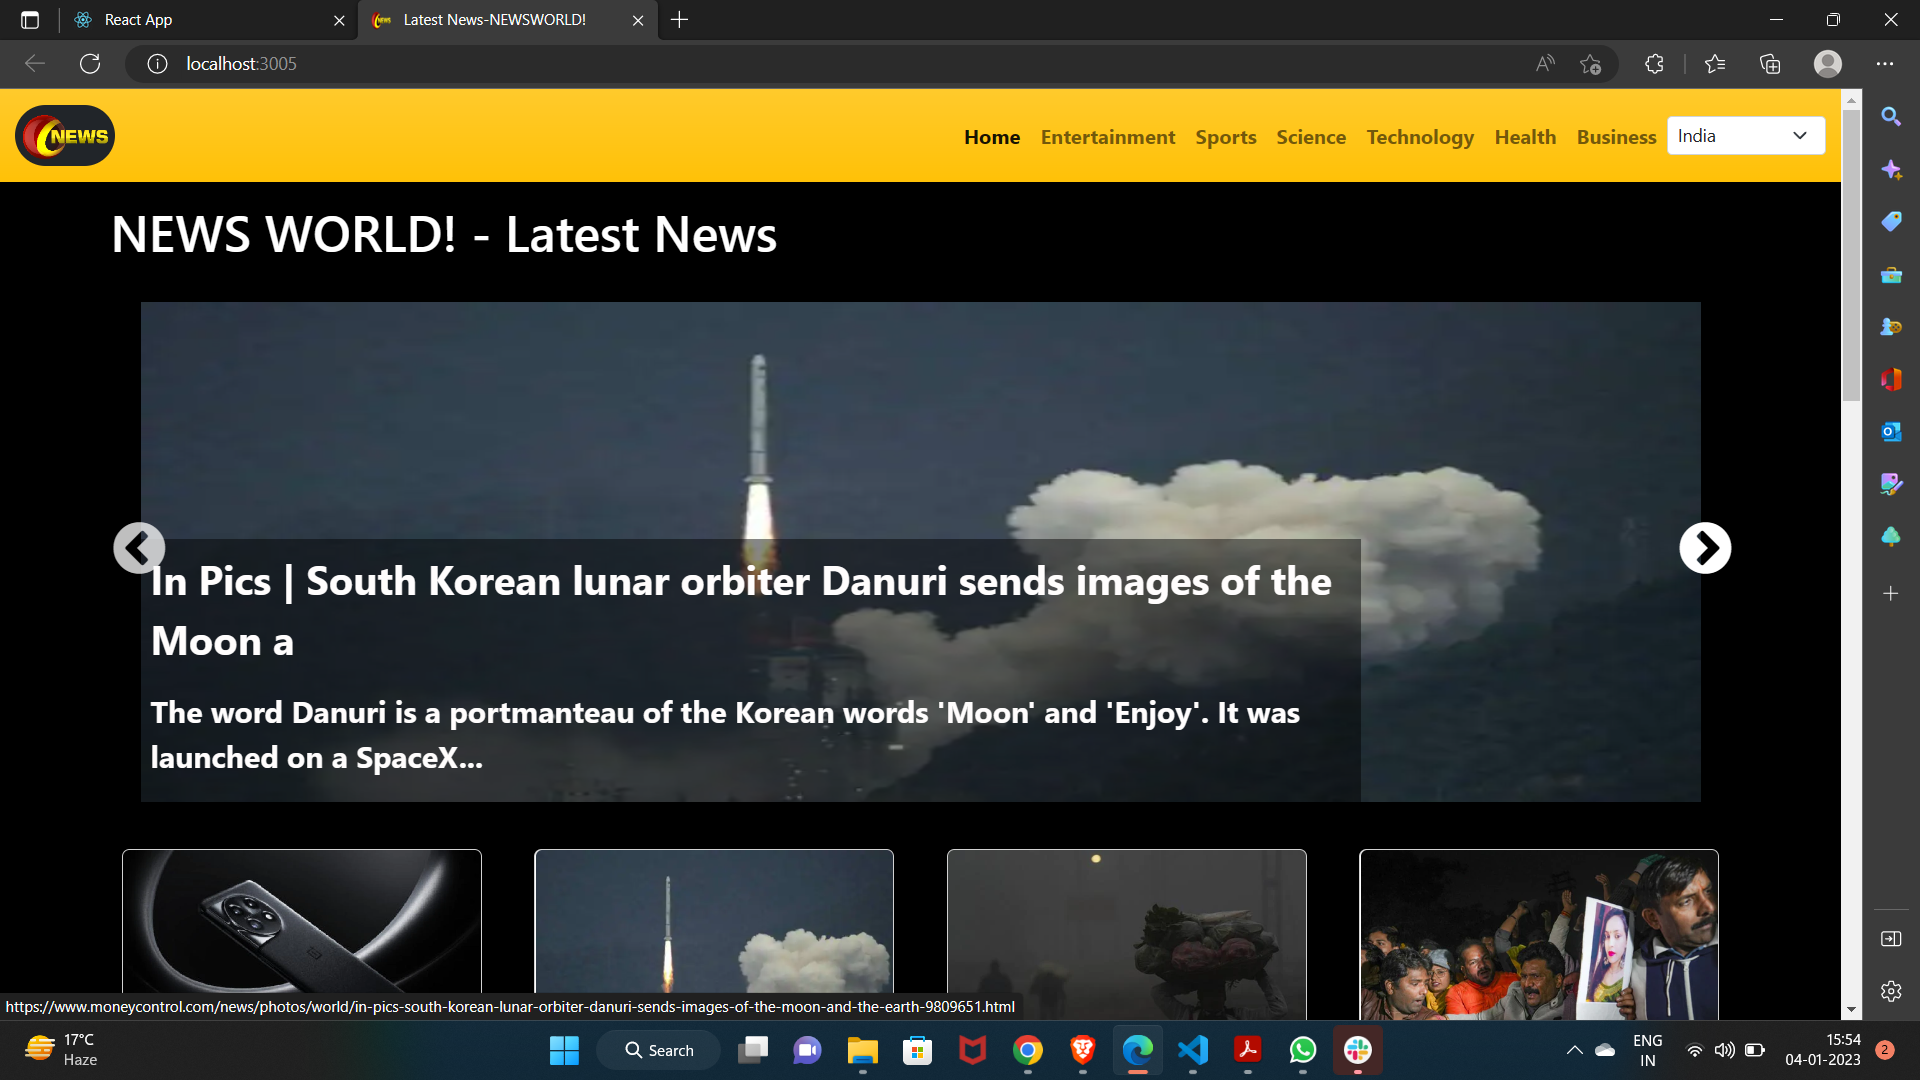 React App
Latest News-NEWSWORLD!
localhost:3005
NEWS
Home
Entertainment
Sports
Science
Technology
Health
Business
India
NEWS WORLD! - Latest News
In Pics | South Korean lunar orbiter Danuri sends images of the
Moon a
The word Danuri is a portmanteau of the Korean words 'Moon' and 'Enjoy'. It was
launched on a SpaceX...
https://www.moneycontrol.com/news/photos/world/in-pics-south-korean-lunar-orbiter-danuri-sends-images-of-the-moon-and-the-earth-9809651.html
17°C
Haze
Search
ENG
IN
15:54
04-01-2023
2